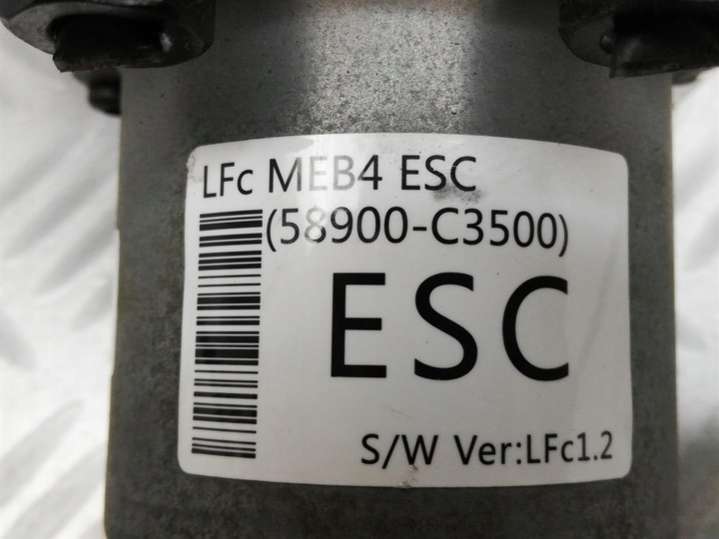 LFc MEB4 ESC
(58900-C3500)
ESC
S/W Ver:LFc1.2